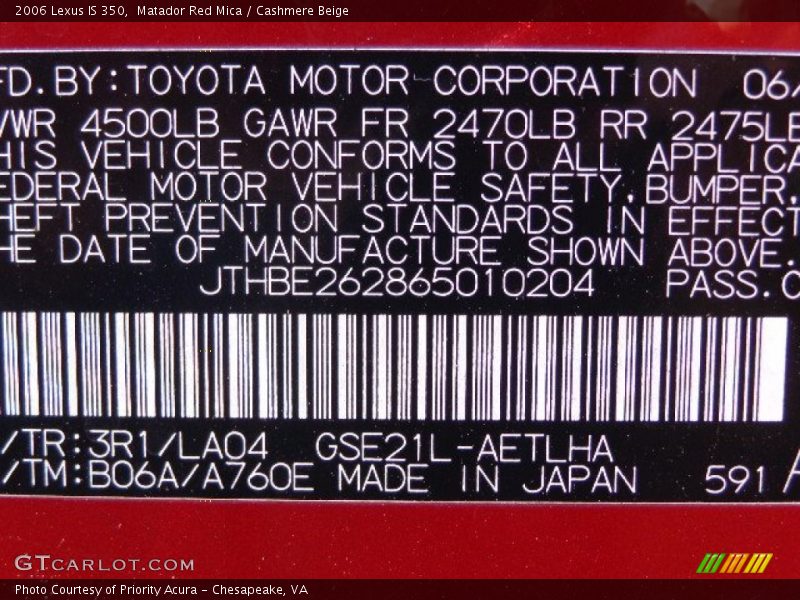 2006 Lexus IS 350,  Matador Red Mica / Cashmere Beige
FD. BY: TOYOTA MOTOR CORPORATION 06/
VWR 4500LB GAWR FR 2470LB RR 2475LB
HIS VEHICLE CONFORMS TO ALL APPLICA
EDERAL MOTOR VEHICLE SAFETY, BUMPER,
HEFT PREVENTION STANDARDS IN EFFECT
HE DATE OF MANUFACTURE SHOWN ABOVE.
JTHBE262865010204 PASS.C
/TR:3R1/LA04 GSE21L-AETLHA
/TM:B06A/A760E MADE IN JAPAN 591 A
GTCARLOT.COM
Photo Courtesy of Priority Acura - Chesapeake, VA